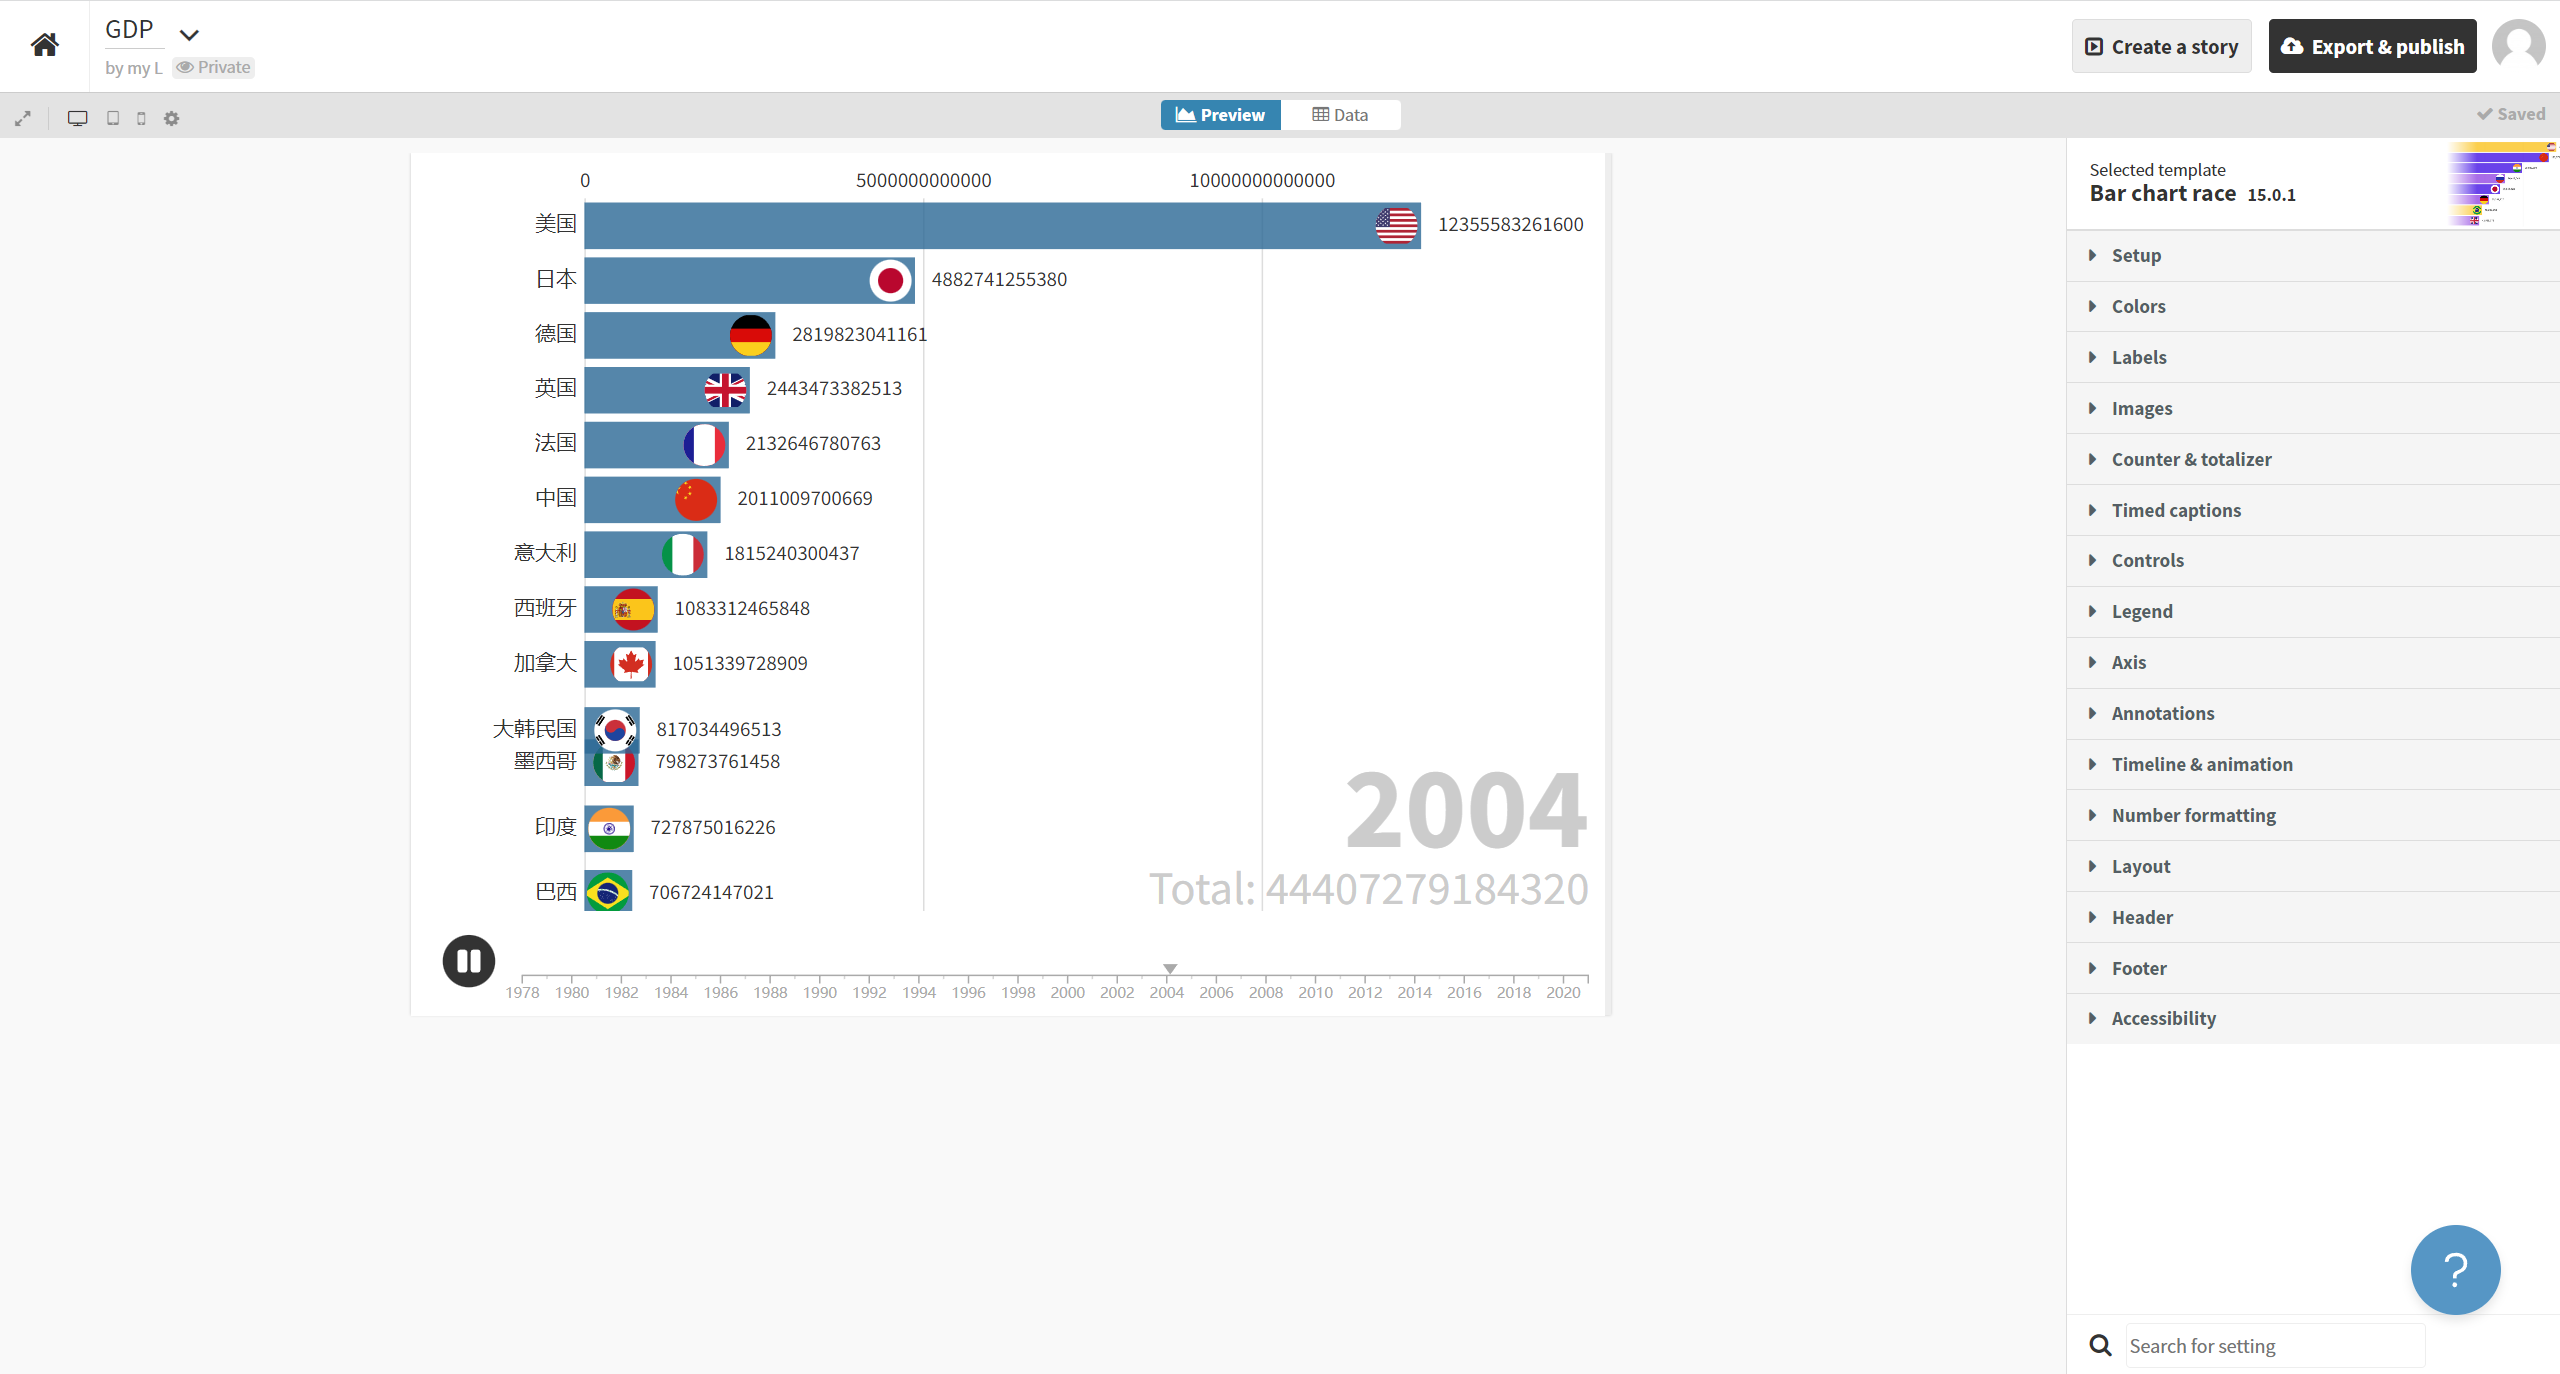 GDP
by my L Private
Create a story
Export & publish
Preview
Data
Saved
0 5000000000000 10000000000000
美国 12355583261600
日本 4882741255380
德国 2819823041161
英国 2443473382513
法国 2132646780763
中国 2011009700669
意大利 1815240300437
西班牙 1083312465848
加拿大 1051339728909
大韩民国 817034496513
墨西哥 798273761458
印度 727875016226
巴西 706724147021
2004
Total: 44407279184320
1978 1980 1982 1984 1986 1988 1990 1992 1994 1996 1998 2000 2002 2004 2006 2008 2010 2012 2014 2016 2018 2020
Selected template
Bar chart race 15.0.1
Setup
Colors
Labels
Images
Counter & totalizer
Timed captions
Controls
Legend
Axis
Annotations
Timeline & animation
Number formatting
Layout
Header
Footer
Accessibility
?
Search for setting